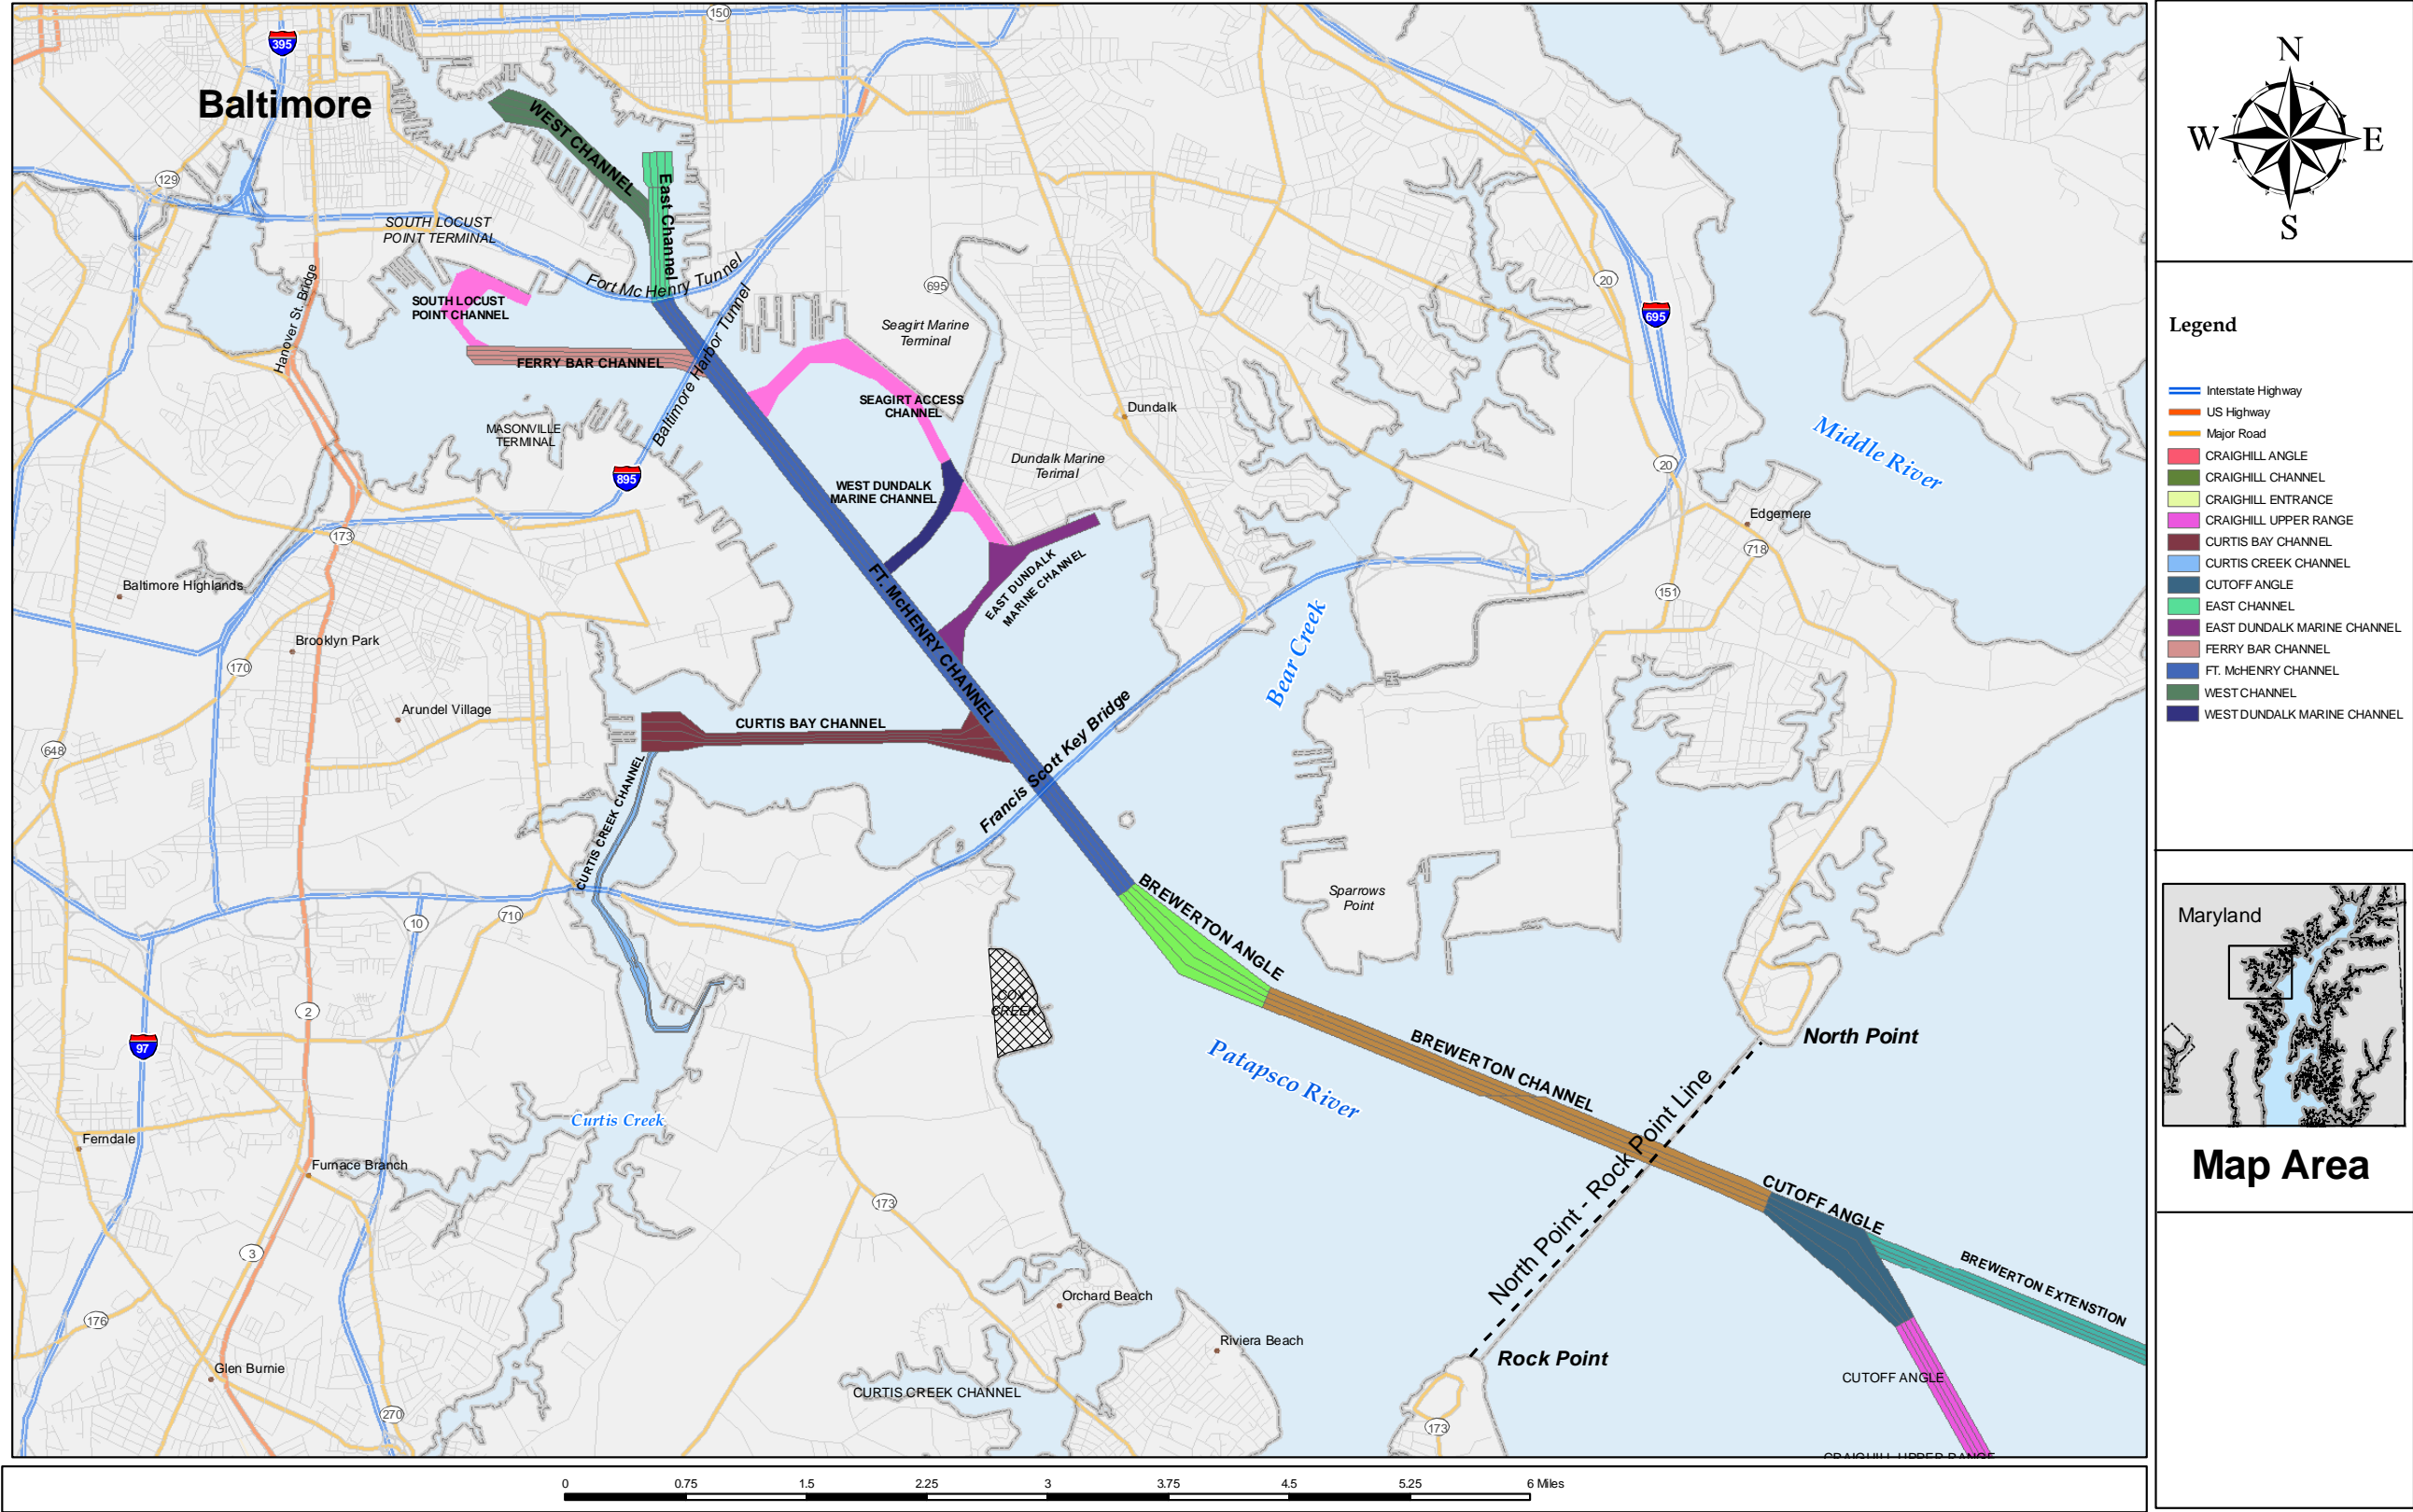 150
395
Baltimore
WEST CHANNEL
East Channel
129
SOUTH LOCUST
POINT TERMINAL
Fort Mc Henry Tunnel
Hanover St. Bridge
SOUTH LOCUST
POINT CHANNEL
Baltimore Harbor Tunnel
695
Seagirt Marine
Terminal
20
695
FERRY BAR CHANNEL
SEAGIRT ACCESS
CHANNEL
Dundalk
MASONVILLE
TERMINAL
Middle River
895
Dundalk Marine
Terimal
20
WEST DUNDALK
MARINE CHANNEL
Edgemere
173
718
FT. McHENRY CHANNEL
EAST DUNDALK
MARINE CHANNEL
Baltimore Highlands
151
Brooklyn Park
Bear Creek
170
Arundel Village
CURTIS BAY CHANNEL
648
Francis Scott Key Bridge
CURTIS CREEK CHANNEL
Sparrows
Point
BREWERTON ANGLE
10
710
COX
CREEK
2
97
North Point
Patapsco River
BREWERTON CHANNEL
Curtis Creek
Ferndale
North Point - Rock Point Line
Furnace Branch
173
CUTOFF ANGLE
3
BREWERTON EXTENSTION
Orchard Beach
176
Riviera Beach
Rock Point
Glen Burnie
CUTOFF ANGLE
CURTIS CREEK CHANNEL
270
173
CRAIGHILL UPPER RANGE
0 0.75 1.5 2.25 3 3.75 4.5 5.25 6 Miles
N
W E
S
Legend
Interstate Highway
US Highway
Major Road
CRAIGHILL ANGLE
CRAIGHILL CHANNEL
CRAIGHILL ENTRANCE
CRAIGHILL UPPER RANGE
CURTIS BAY CHANNEL
CURTIS CREEK CHANNEL
CUTOFF ANGLE
EAST CHANNEL
EAST DUNDALK MARINE CHANNEL
FERRY BAR CHANNEL
FT. McHENRY CHANNEL
WEST CHANNEL
WEST DUNDALK MARINE CHANNEL
Maryland
Map Area